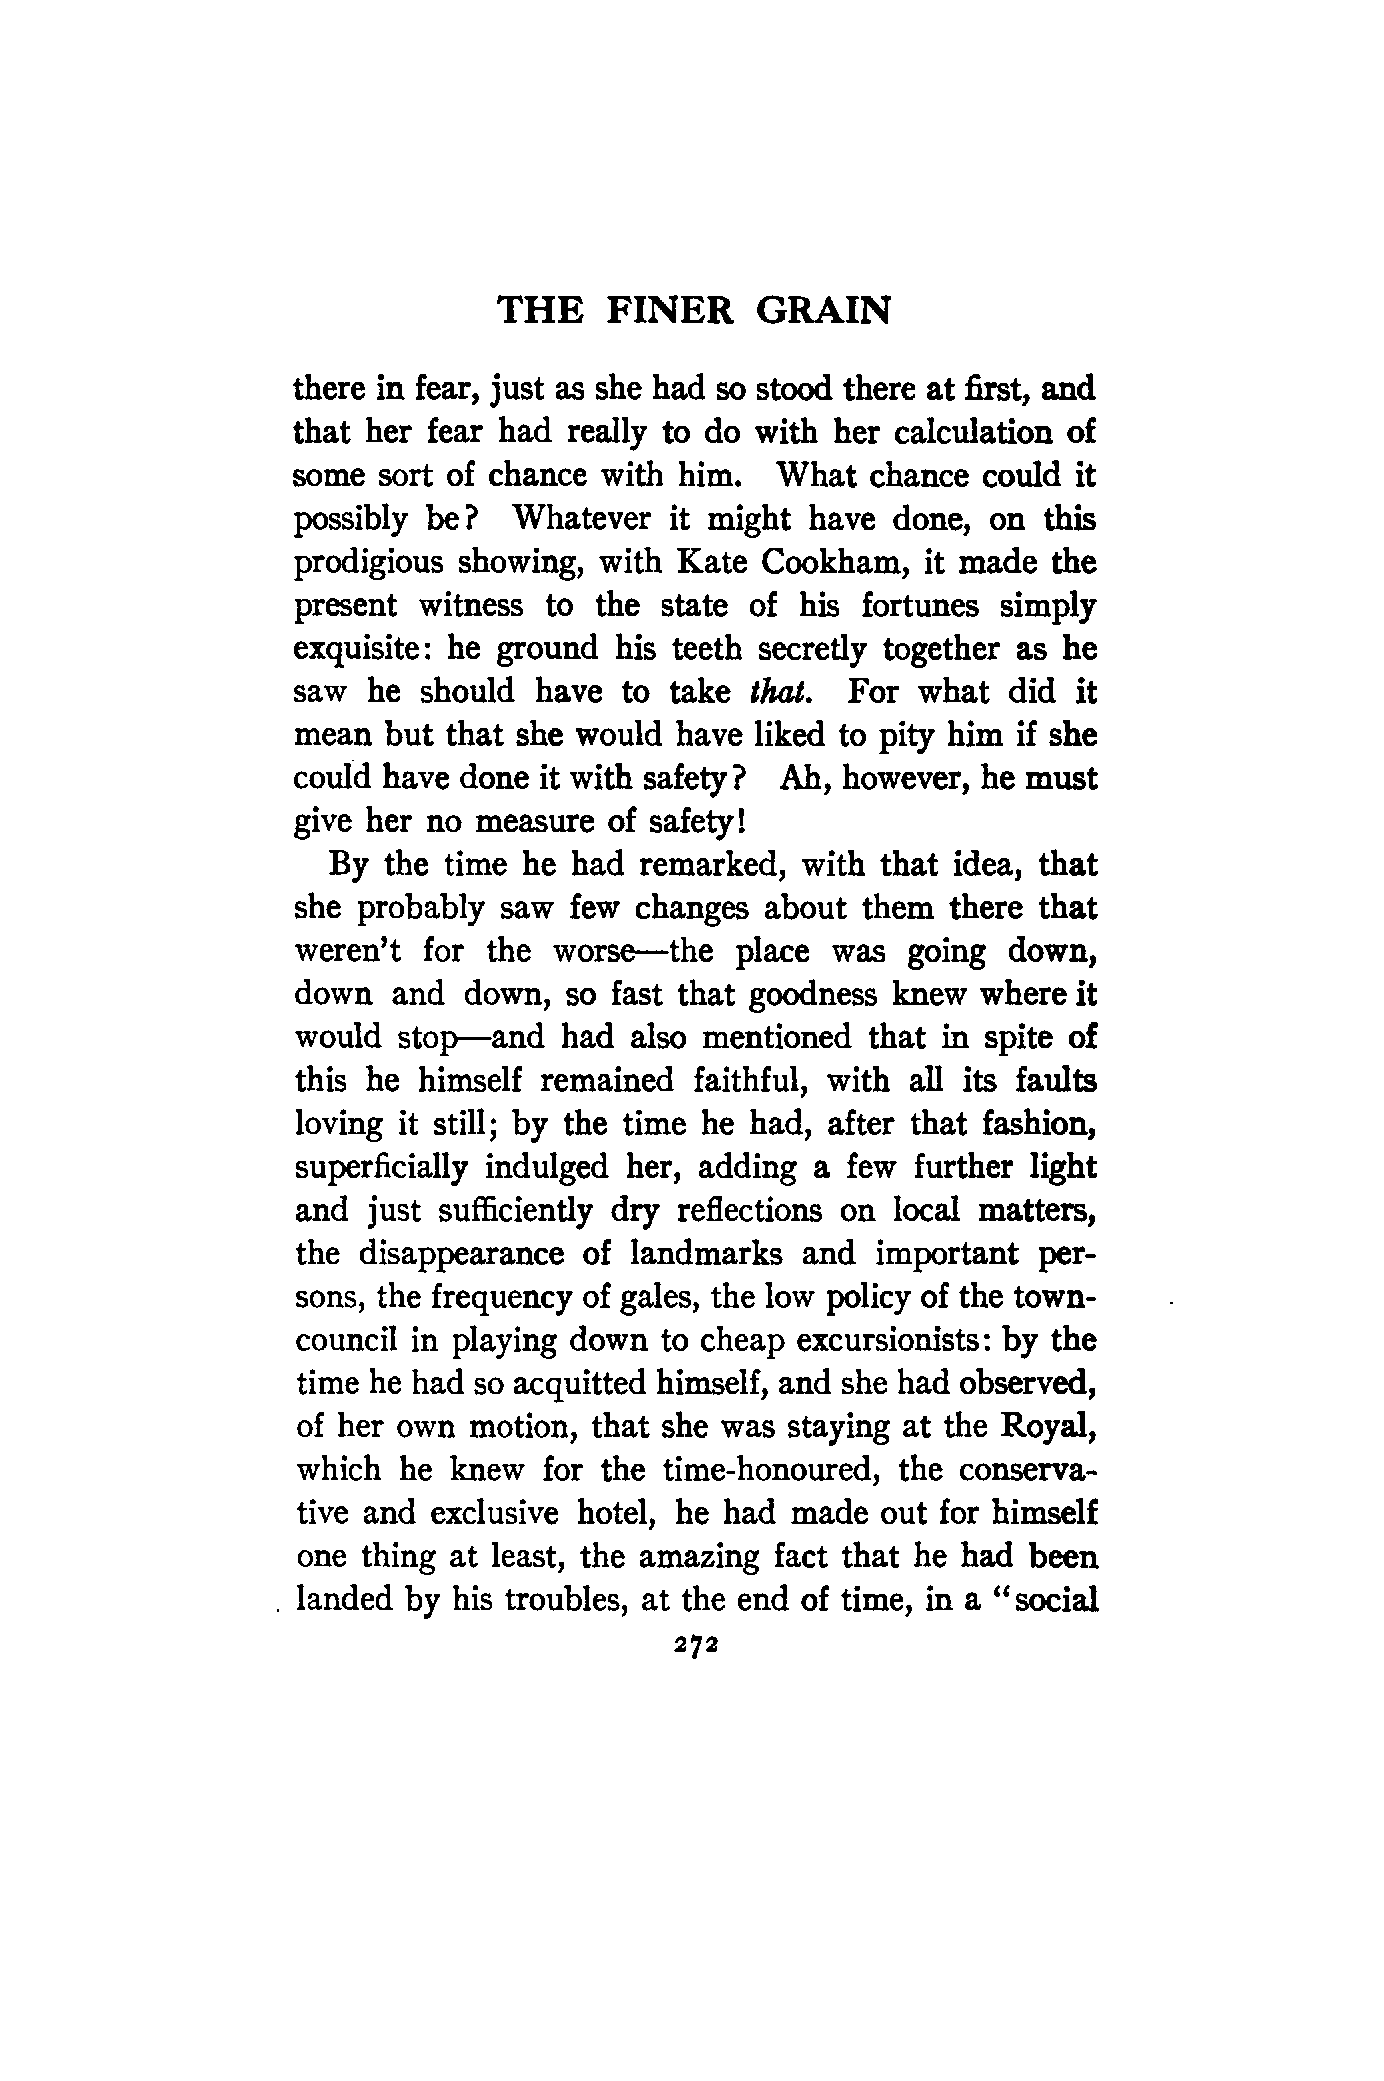 THE FINER GRAIN
there in fear, just as she had so stood there at first, and
that her fear had really to do with her calculation of
some sort of chance with him. What chance could it
possibly be? Whatever it might have done, on this
prodigious showing, with Kate Cookham, it made the
present witness to the state of his fortunes simply
exquisite: he ground his teeth secretly together as he
saw he should have to take that. For what did it
mean but that she would have liked to pity him if she
could have done it with safety? Ah, however, he must
give her no measure of safety!
By the time he had remarked, with that idea, that
she probably saw few changes about them there that
weren't for the worse—the place was going down,
down and down, so fast that goodness knew where it
would stop—and had also mentioned that in spite of
this he himself remained faithful, with all its faults
loving it still; by the time he had, after that fashion,
superficially indulged her, adding a few further light
and just sufficiently dry reflections on local matters,
the disappearance of landmarks and important per-
sons, the frequency of gales, the low policy of the town-
council in playing down to cheap excursionists: by the
time he had so acquitted himself, and she had observed,
of her own motion, that she was staying at the Royal,
which he knew for the time-honoured, the conserva-
tive and exclusive hotel, he had made out for himself
one thing at least, the amazing fact that he had been
landed by his troubles, at the end of time, in a "social
272